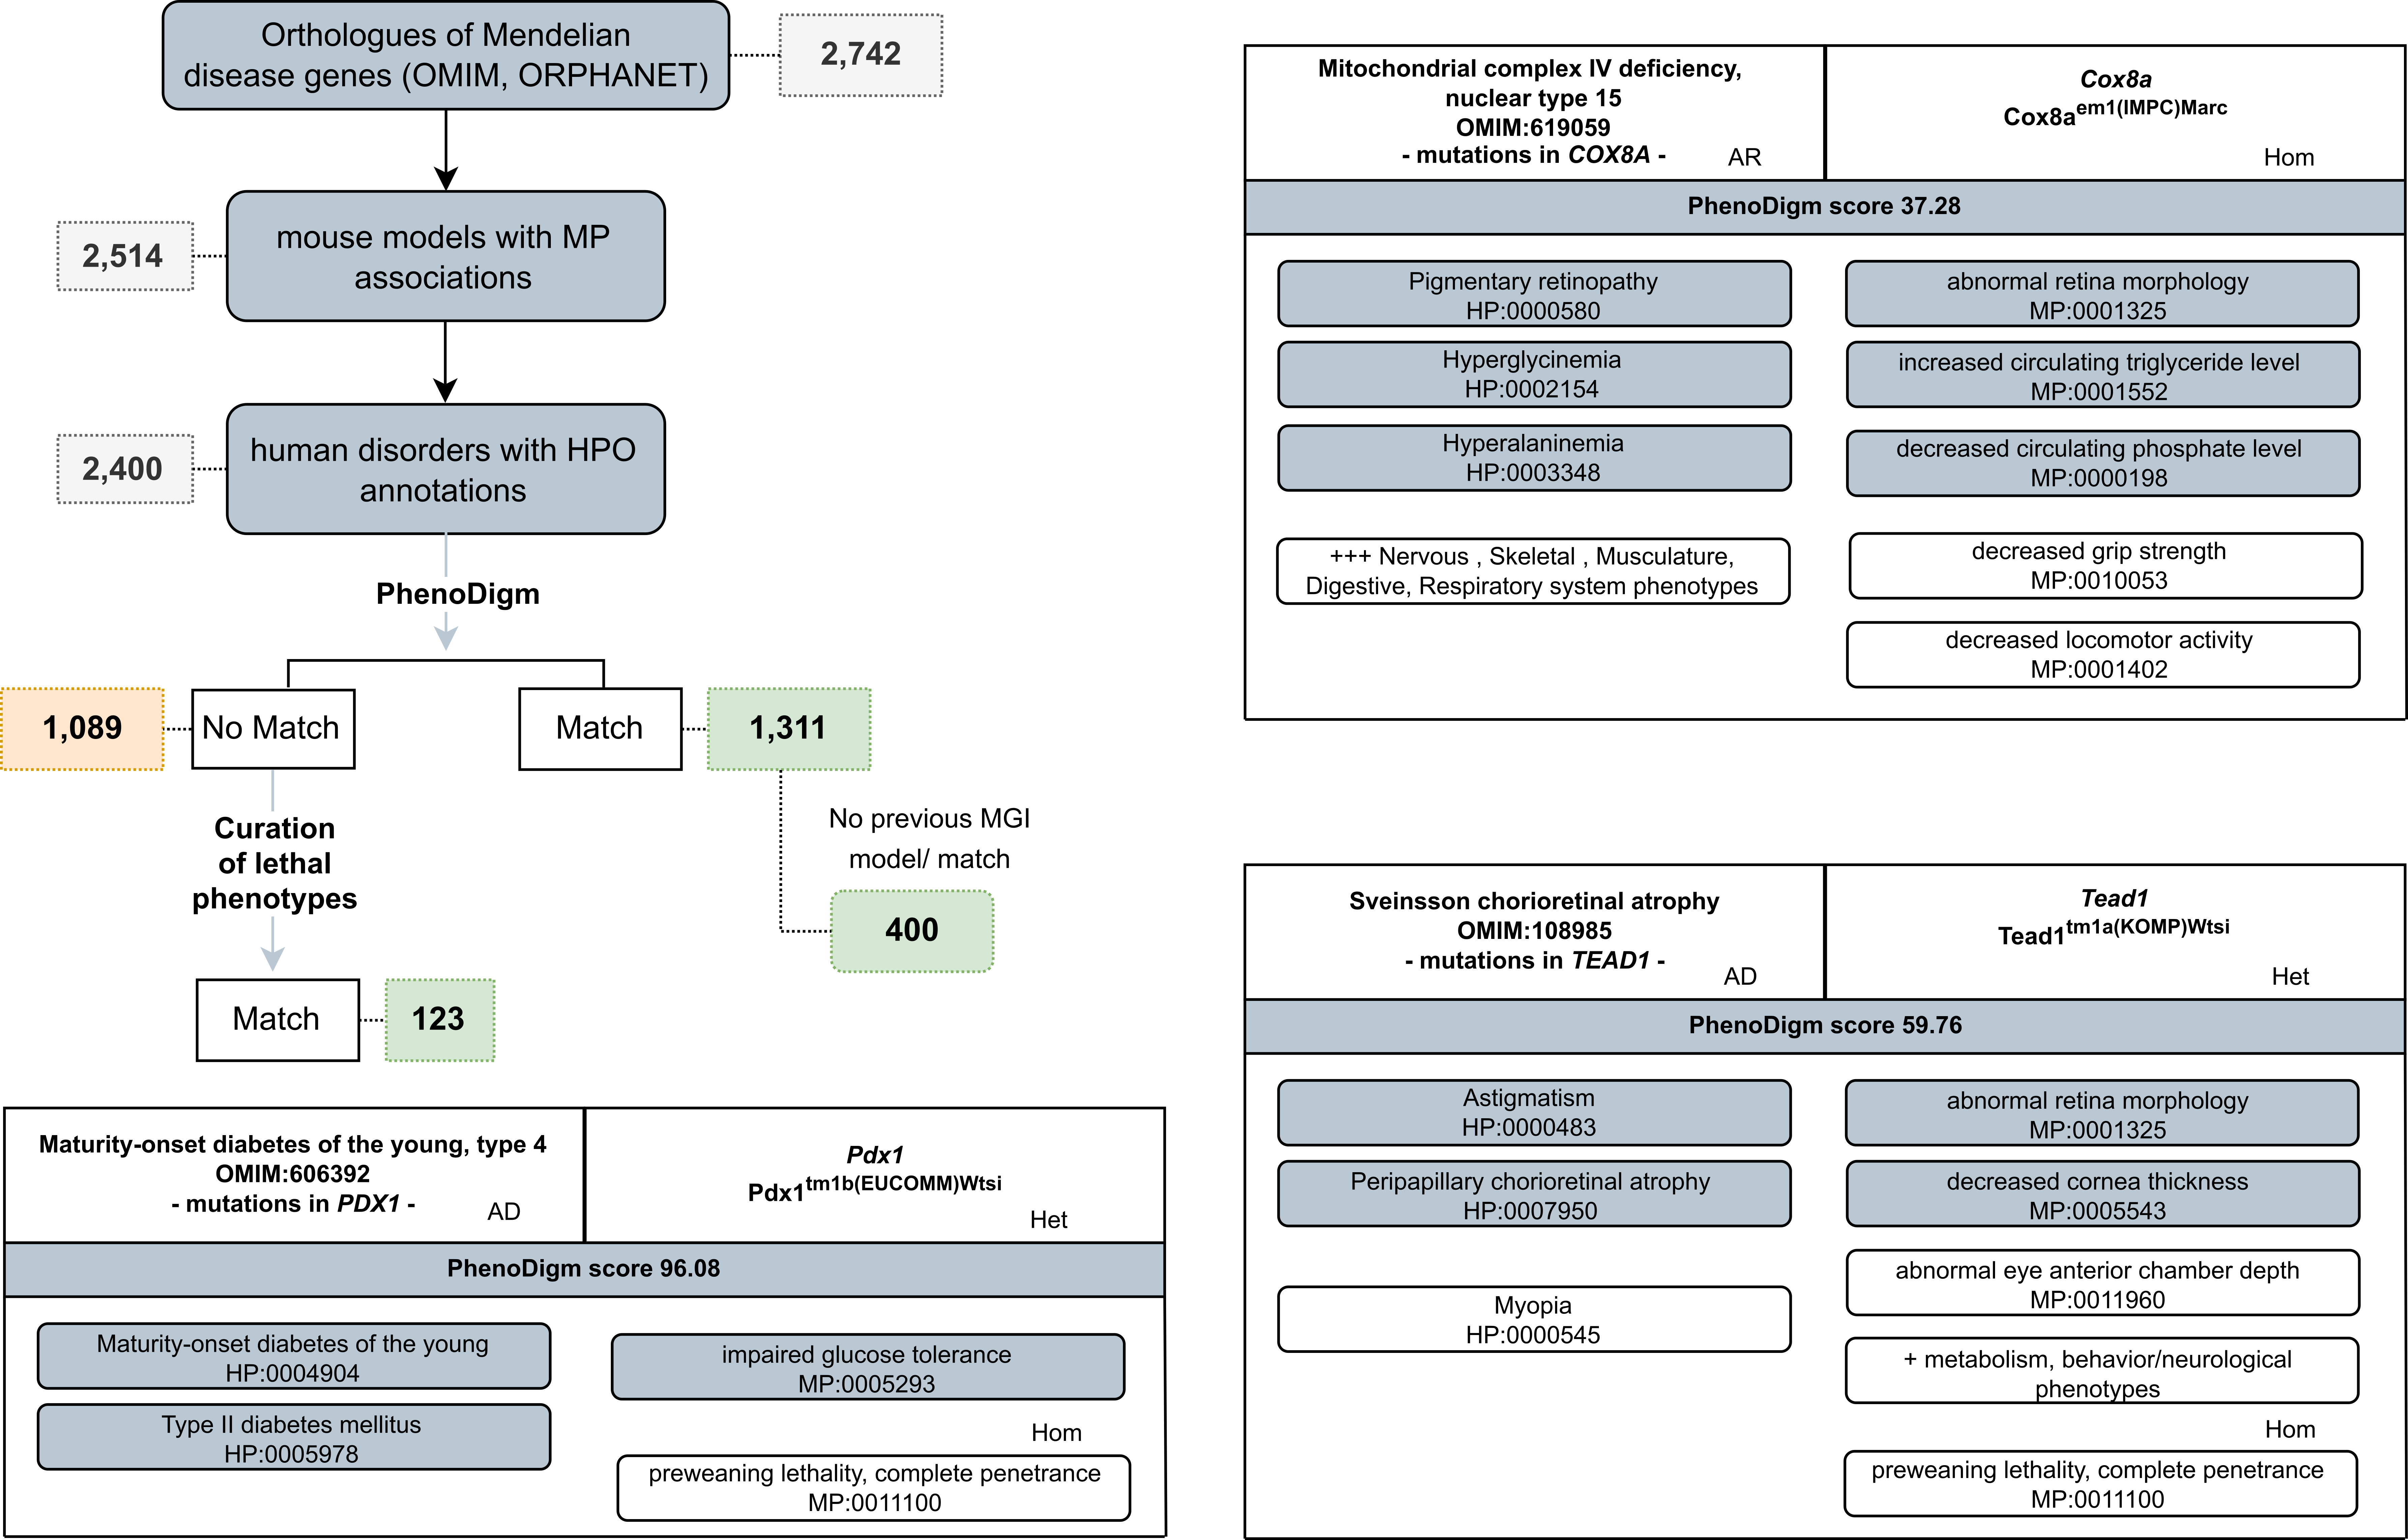 Orthologues of Mendelian
disease genes (OMIM, ORPHANET)
2,742
mouse models with MP
associations
2,514
human disorders with HPO
annotations
2,400
PhenoDigm
1,089
No Match
Match
1,311
Curation
of lethal
phenotypes
No previous MGI
model/ match
400
Match
123
Maturity-onset diabetes of the young, type 4
OMIM:606392
- mutations in PDX1 -
AD
Pdx1
Pdx1tm1b(EUCOMM)Wtsi
Het
PhenoDigm score 96.08
Maturity-onset diabetes of the young
HP:0004904
Type II diabetes mellitus
HP:0005978
impaired glucose tolerance
MP:0005293
Hom
preweaning lethality, complete penetrance
MP:0011100
Mitochondrial complex IV deficiency,
nuclear type 15
OMIM:619059
- mutations in COX8A -
AR
Cox8a
Cox8aem1(IMPC)Marc
Hom
PhenoDigm score 37.28
Pigmentary retinopathy
HP:0000580
Hyperglycinemia
HP:0002154
Hyperalaninemia
HP:0003348
+++ Nervous , Skeletal , Musculature,
Digestive, Respiratory system phenotypes
abnormal retina morphology
MP:0001325
increased circulating triglyceride level
MP:0001552
decreased circulating phosphate level
MP:0000198
decreased grip strength
MP:0010053
decreased locomotor activity
MP:0001402
Sveinsson chorioretinal atrophy
OMIM:108985
- mutations in TEAD1 -
AD
Tead1
Tead1tm1a(KOMP)Wtsi
Het
PhenoDigm score 59.76
Astigmatism
HP:0000483
Peripapillary chorioretinal atrophy
HP:0007950
Myopia
HP:0000545
abnormal retina morphology
MP:0001325
decreased cornea thickness
MP:0005543
abnormal eye anterior chamber depth
MP:0011960
+ metabolism, behavior/neurological
phenotypes
Hom
preweaning lethality, complete penetrance
MP:0011100